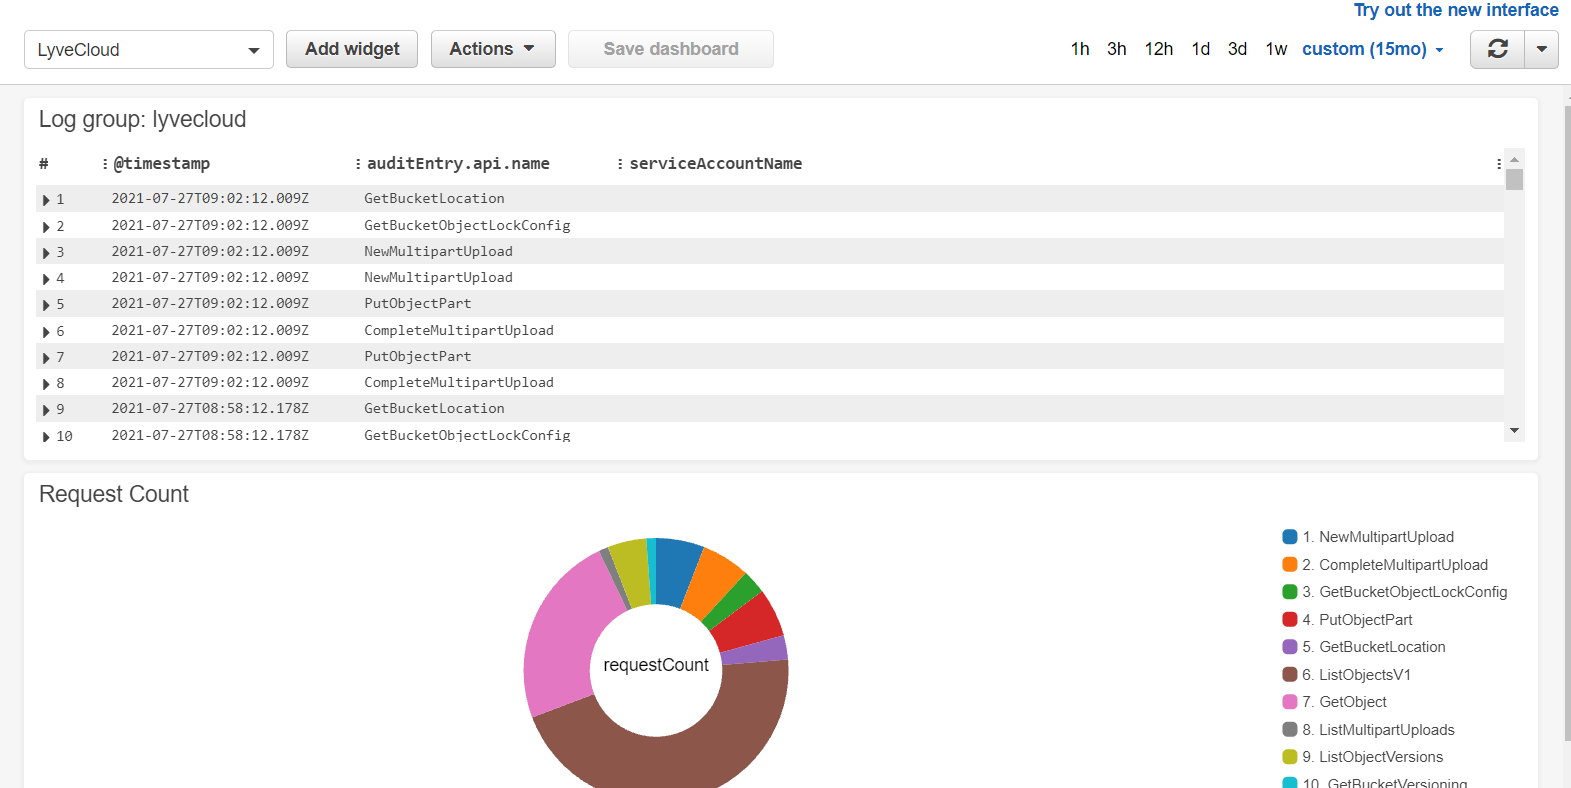 Try out the new interface
LyveCloud Add widget Actions Save dashboard 1h 3h 12h 1d 3d 1w custom (15mo)
Log group: lyvecloud
# @timestamp auditEntry.api.name serviceAccountName
1 2021-07-27T09:02:12.009Z GetBucketLocation
2 2021-07-27T09:02:12.009Z GetBucketObjectLockConfig
3 2021-07-27T09:02:12.009Z NewMultipartUpload
4 2021-07-27T09:02:12.009Z NewMultipartUpload
5 2021-07-27T09:02:12.009Z PutObjectPart
6 2021-07-27T09:02:12.009Z CompleteMultipartUpload
7 2021-07-27T09:02:12.009Z PutObjectPart
8 2021-07-27T09:02:12.009Z CompleteMultipartUpload
9 2021-07-27T08:58:12.178Z GetBucketLocation
10 2021-07-27T08:58:12.178Z GetBucketObjectLockConfig
Request Count
requestCount
1. NewMultipartUpload
2. CompleteMultipartUpload
3. GetBucketObjectLockConfig
4. PutObjectPart
5. GetBucketLocation
6. ListObjectsV1
7. GetObject
8. ListMultipartUploads
9. ListObjectVersions
10. GetBucketVersioning